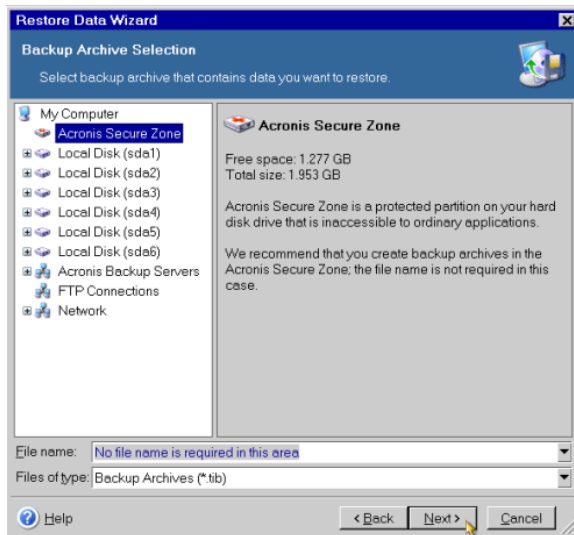 Restore Data Wizard
Backup Archive Selection
Select backup archive that contains data you want to restore.
My Computer
Acronis Secure Zone
Local Disk (sda1)
Local Disk (sda2)
Local Disk (sda3)
Local Disk (sda4)
Local Disk (sda5)
Local Disk (sda6)
Acronis Backup Servers
FTP Connections
Network
Acronis Secure Zone
Free space: 1.277 GB
Total size: 1.953 GB
Acronis Secure Zone is a protected partition on your hard
disk drive that is inaccessible to ordinary applications.
We recommend that you create backup archives in the
Acronis Secure Zone; the file name is not required in this
case.
File name: No file name is required in this area
Files of type: Backup Archives (*.tib)
Help
< Back
Next >
Cancel